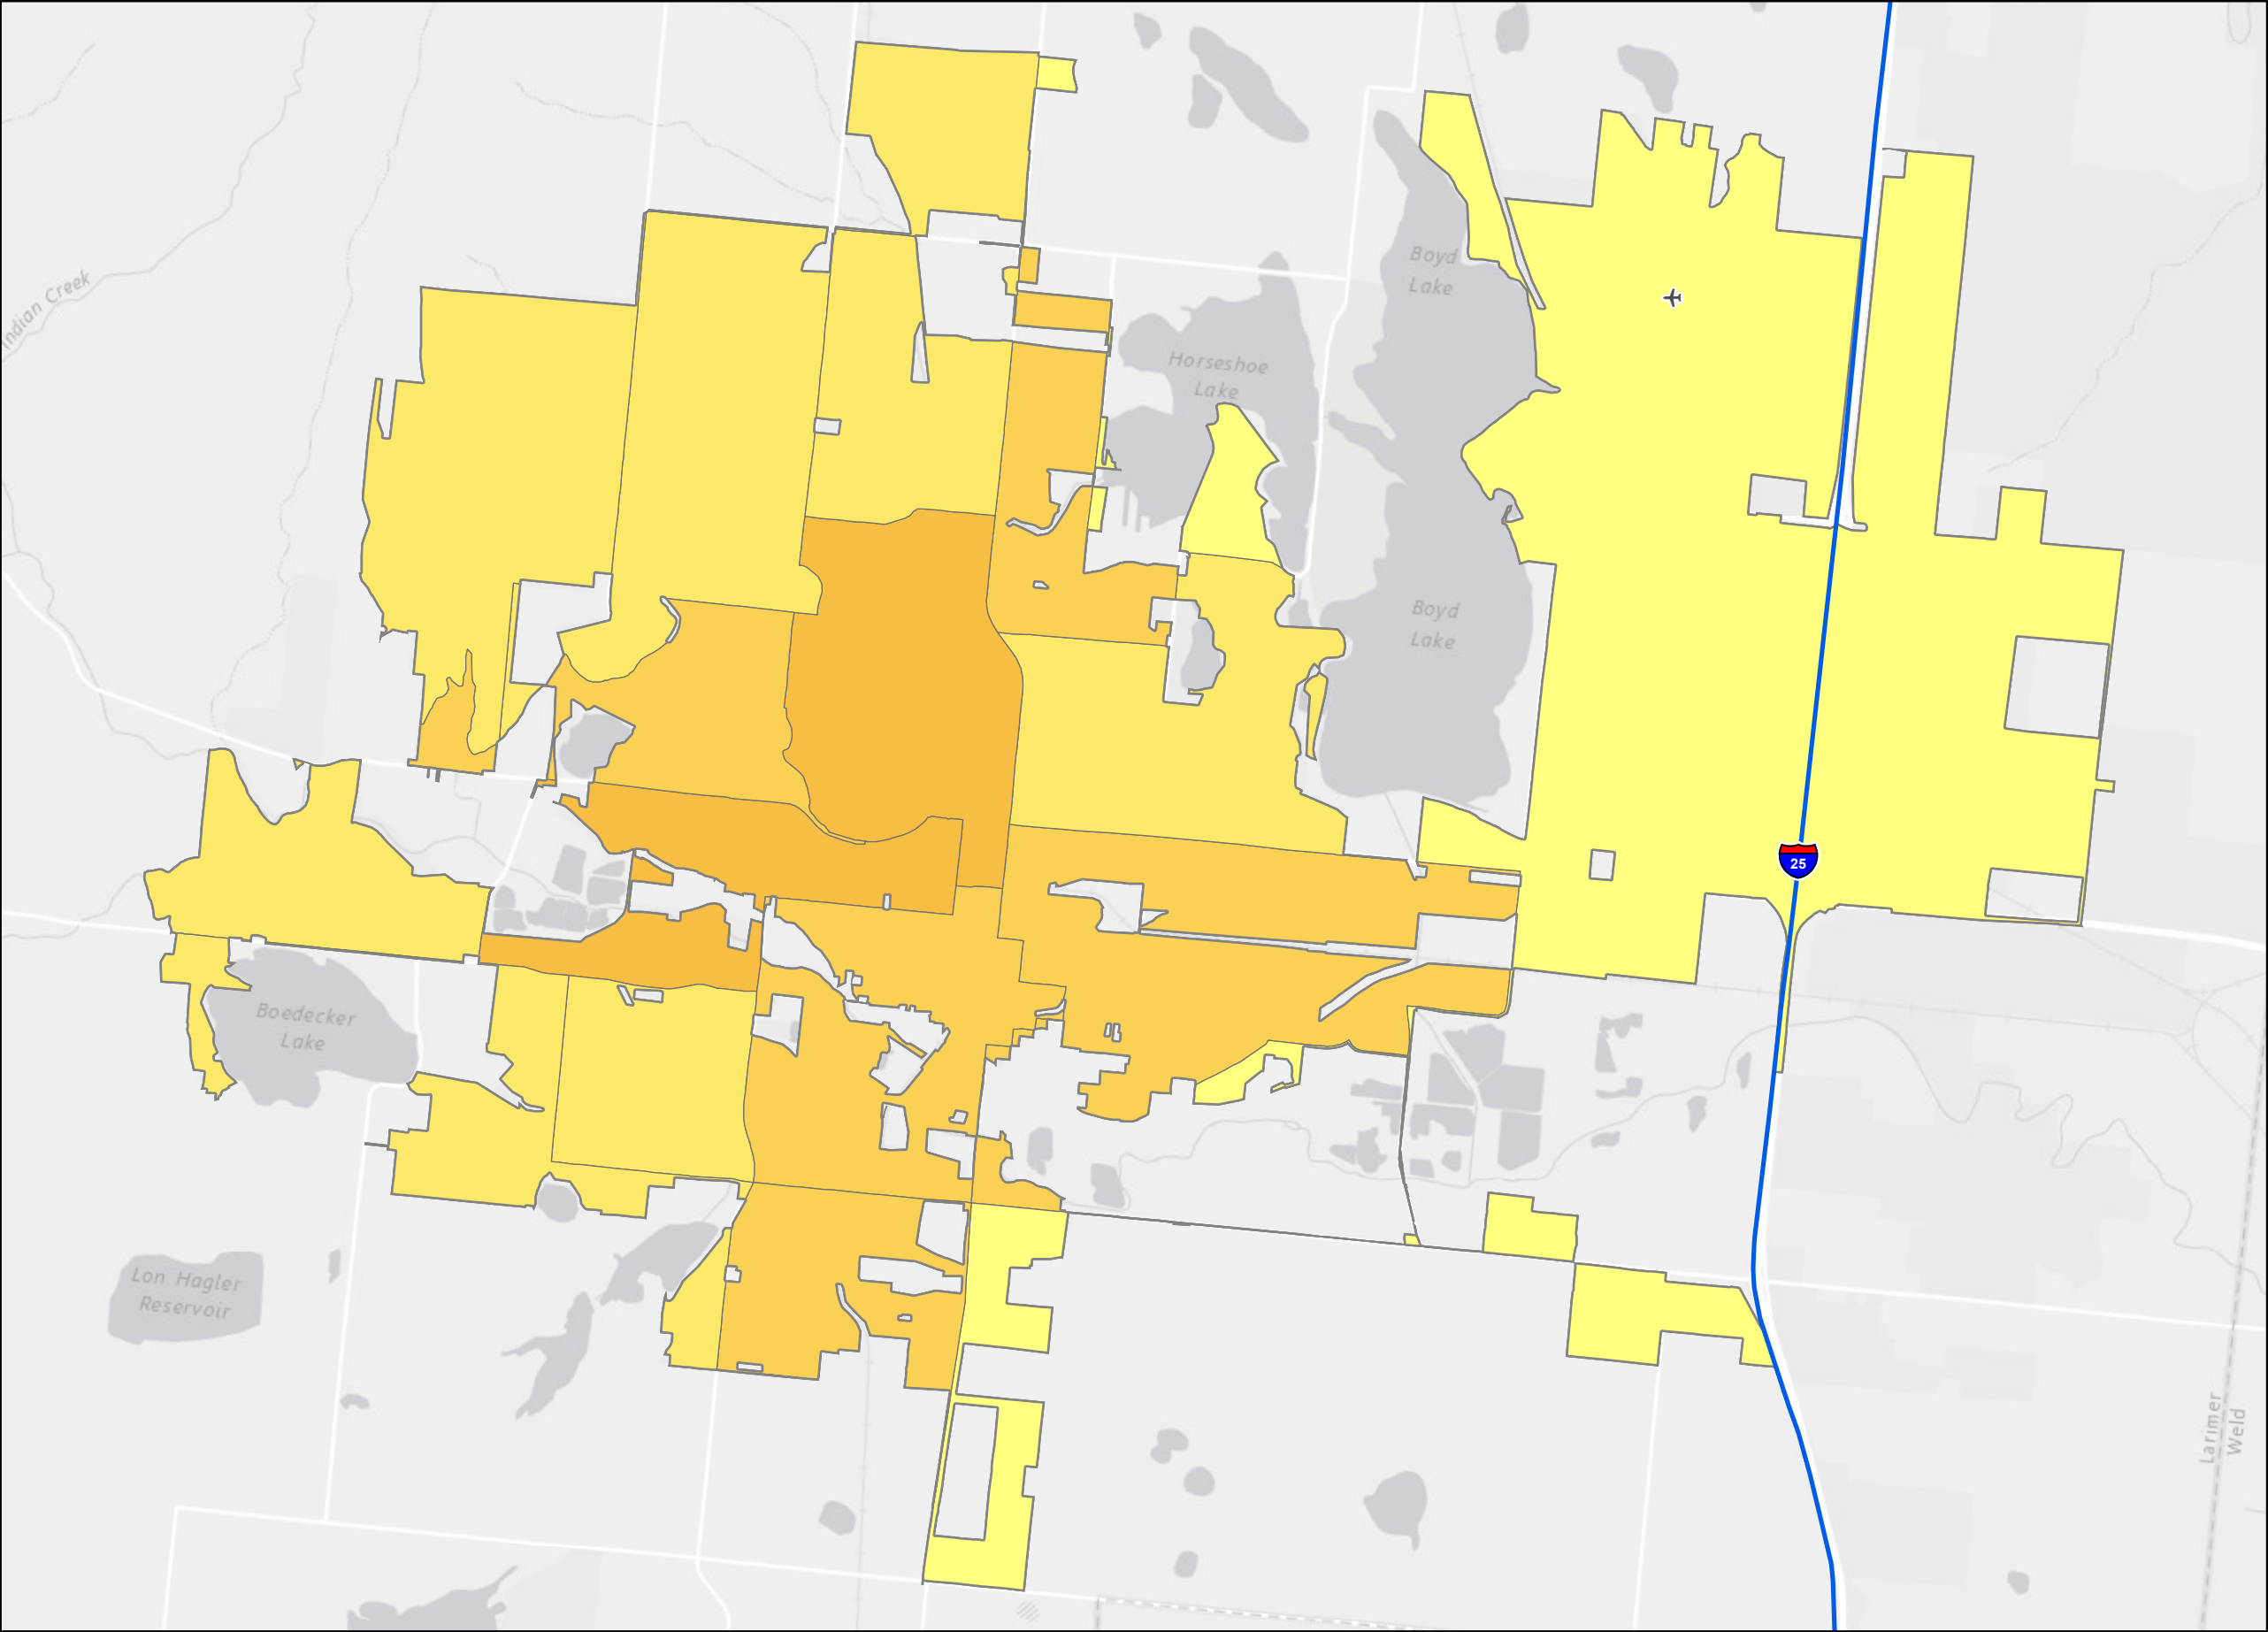 Boyd
Lake
Indian Creek
Horseshoe
Lake
Boyd
Lake
25
Boedecker
Lake
Lon Hagler
Reservoir
Larimer
Weld